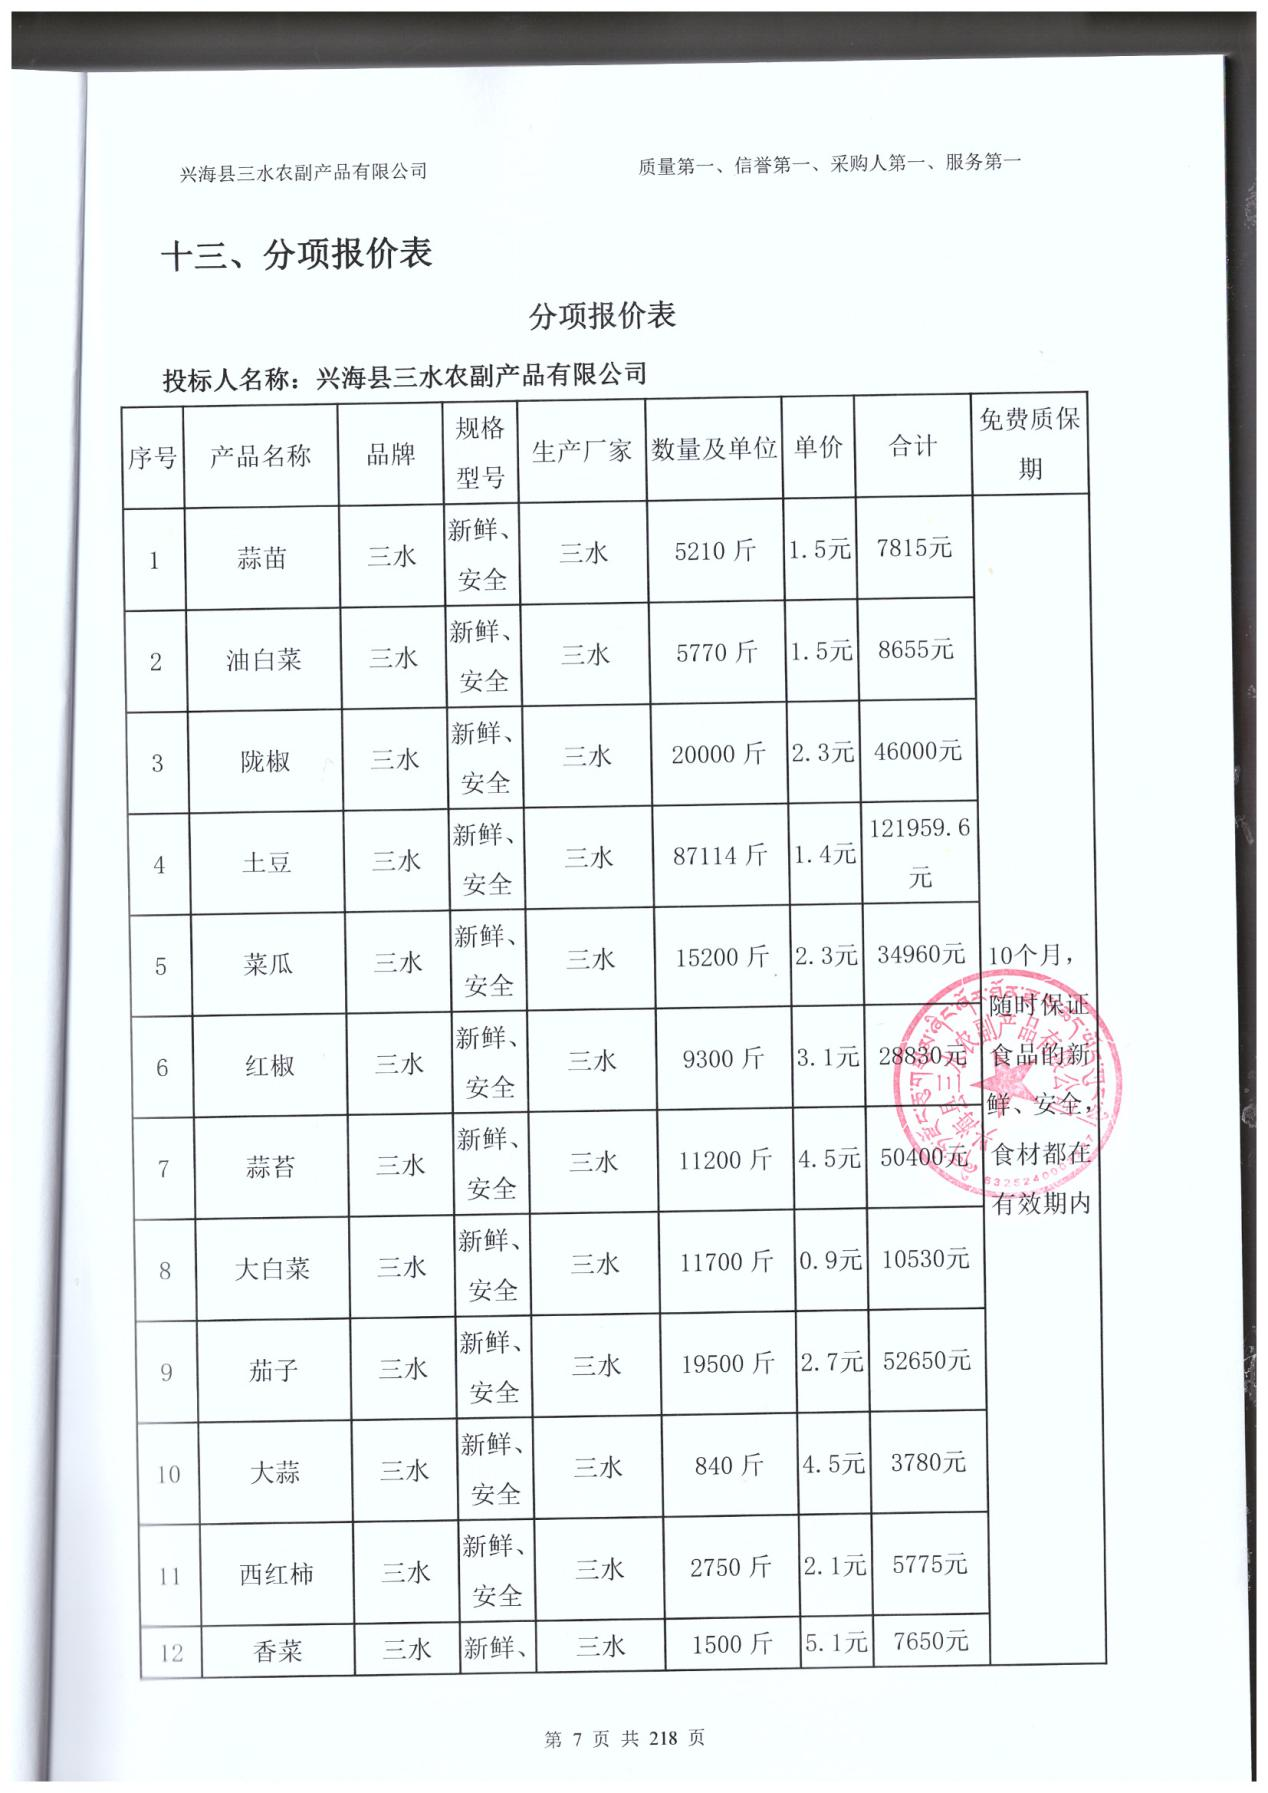 兴海县三水农副产品有限公司 质量第一、信誉第一、采购人第一、服务第一
十三、分项报价表
分项报价表
投标人名称：兴海县三水农副产品有限公司
序号 产品名称 品牌 规格型号 生产厂家 数量及单位 单价 合计 免费质保期
1 蒜苗 三水 新鲜、安全 三水 5210 斤 1.5元 7815元
2 油白菜 三水 新鲜、安全 三水 5770 斤 1.5元 8655元
3 陇椒 三水 新鲜、安全 三水 20000 斤 2.3元 46000元
4 土豆 三水 新鲜、安全 三水 87114 斤 1.4元 121959.6元
5 菜瓜 三水 新鲜、安全 三水 15200 斤 2.3元 34960元
6 红椒 三水 新鲜、安全 三水 9300 斤 3.1元 28830元
7 蒜苔 三水 新鲜、安全 三水 11200 斤 4.5元 50400元
8 大白菜 三水 新鲜、安全 三水 11700 斤 0.9元 10530元
9 茄子 三水 新鲜、安全 三水 19500 斤 2.7元 52650元
10 大蒜 三水 新鲜、安全 三水 840 斤 4.5元 3780元
11 西红柿 三水 新鲜、安全 三水 2750 斤 2.1元 5775元
12 香菜 三水 新鲜、 三水 1500 斤 5.1元 7650元
10个月，
随时保证
食品的新
鲜、安全，
食材都在
有效期内
兴海县三水农副产品有限公司
第 7 页 共 218 页